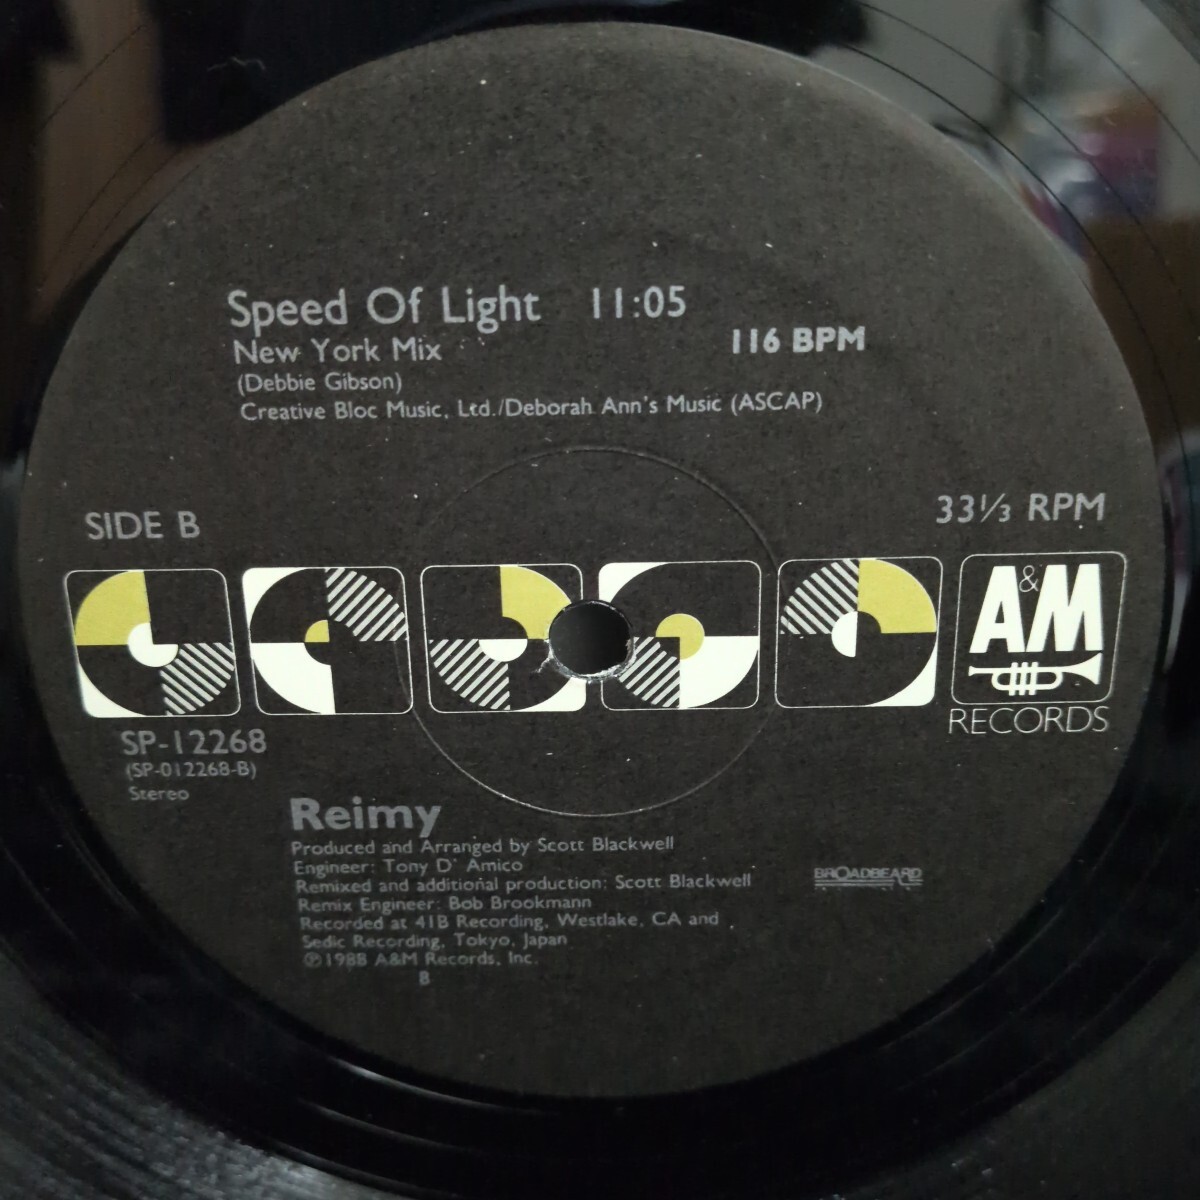 Speed Of Light 11:05
New York Mix 116 BPM
(Debbie Gibson)
Creative Bloc Music, Ltd./Deborah Ann's Music (ASCAP)
SIDE B
33⅓ RPM
A&M
RECORDS
SP-12268
(SP-012268-B)
Stereo
Reimy
Produced and Arranged by Scott Blackwell
Engineer: Tony D' Amico
Remixed and additional production: Scott Blackwell
BROADBEARD
Remix Engineer: Bob Brookmann
Recorded at 41B Recording, Westlake, CA and
Sedic Recording, Tokyo, Japan
℗1988 A&M Records, Inc.
B